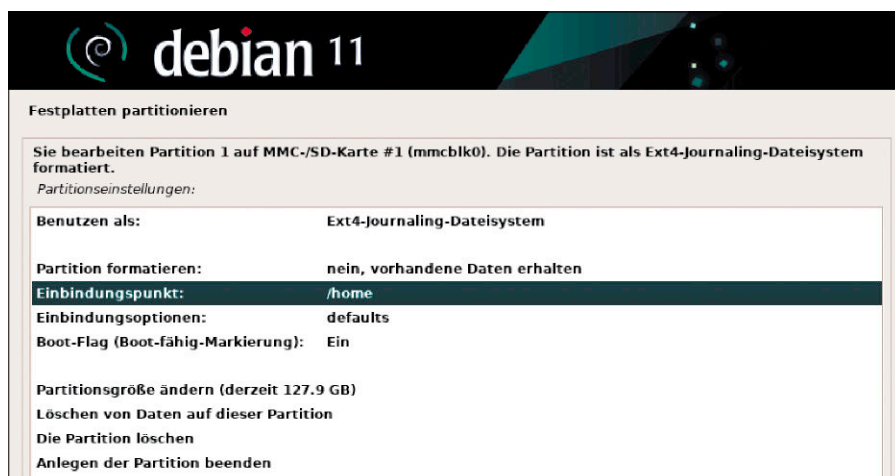 debian 11
Festplatten partitionieren
Sie bearbeiten Partition 1 auf MMC-/SD-Karte #1 (mmcblk0). Die Partition ist als Ext4-Journaling-Dateisystem
formatiert.
Partitionseinstellungen:
Benutzen als: Ext4-Journaling-Dateisystem
Partition formatieren: nein, vorhandene Daten erhalten
Einbindungspunkt: /home
Einbindungsoptionen: defaults
Boot-Flag (Boot-fähig-Markierung): Ein
Partitionsgröße ändern (derzeit 127.9 GB)
Löschen von Daten auf dieser Partition
Die Partition löschen
Anlegen der Partition beenden